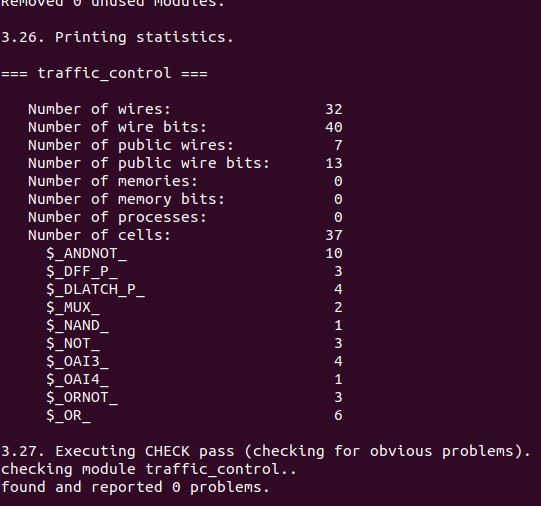 Removed 0 unused modules.
3.26. Printing statistics.
=== traffic_control ===
Number of wires: 32
Number of wire bits: 40
Number of public wires: 7
Number of public wire bits: 13
Number of memories: 0
Number of memory bits: 0
Number of processes: 0
Number of cells: 37
$_ANDNOT_ 10
$_DFF_P_ 3
$_DLATCH_P_ 4
$_MUX_ 2
$_NAND_ 1
$_NOT_ 3
$_OAI3_ 4
$_OAI4_ 1
$_ORNOT_ 3
$_OR_ 6
3.27. Executing CHECK pass (checking for obvious problems).
checking module traffic_control..
found and reported 0 problems.